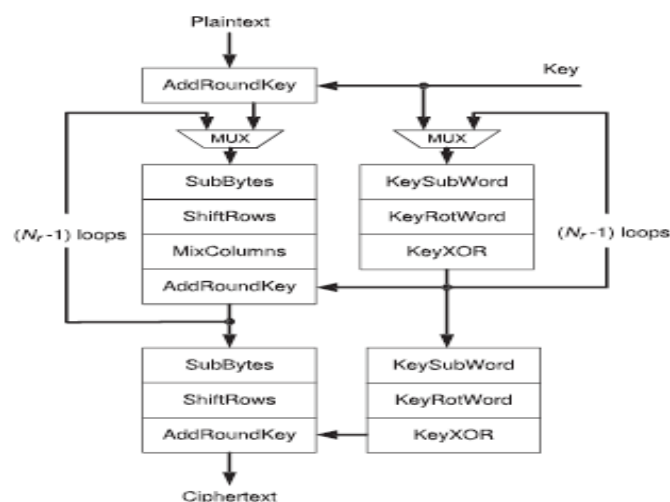 Plaintext
Key
AddRoundKey
MUX MUX
SubBytes KeySubWord
ShiftRows KeyRotWord
(Nr-1) loops (Nr-1) loops
MixColumns KeyXOR
AddRoundKey
SubBytes KeySubWord
ShiftRows KeyRotWord
AddRoundKey KeyXOR
Ciphertext